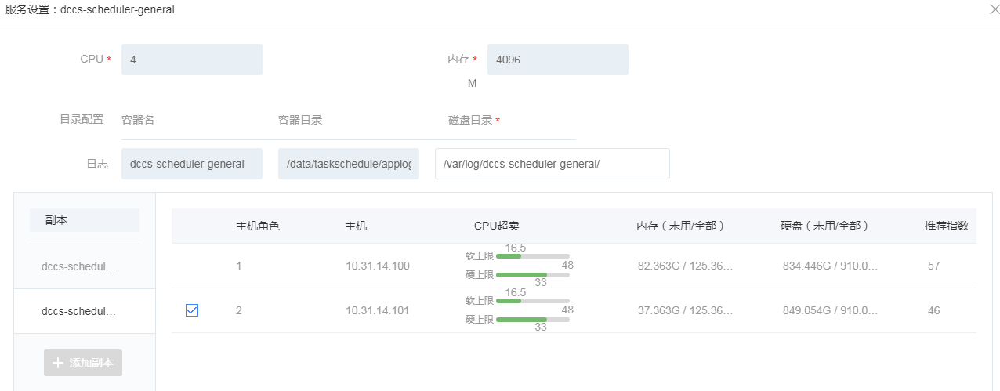 服务设置：dccs-scheduler-general
CPU * 4 内存 * 4096
M
目录配置 容器名 容器目录 磁盘目录 *
日志 dccs-scheduler-general /data/taskschedule/applog /var/log/dccs-scheduler-general/
副本
dccs-schedul...
dccs-schedul...
添加副本
主机角色 主机 CPU超卖 内存（未用/全部） 硬盘（未用/全部） 推荐指数
1 10.31.14.100 软上限 16.5 48 硬上限 33 82.363G / 125.36... 834.446G / 910.0... 57
2 10.31.14.101 软上限 16.5 48 硬上限 33 37.363G / 125.36... 849.054G / 910.0... 46